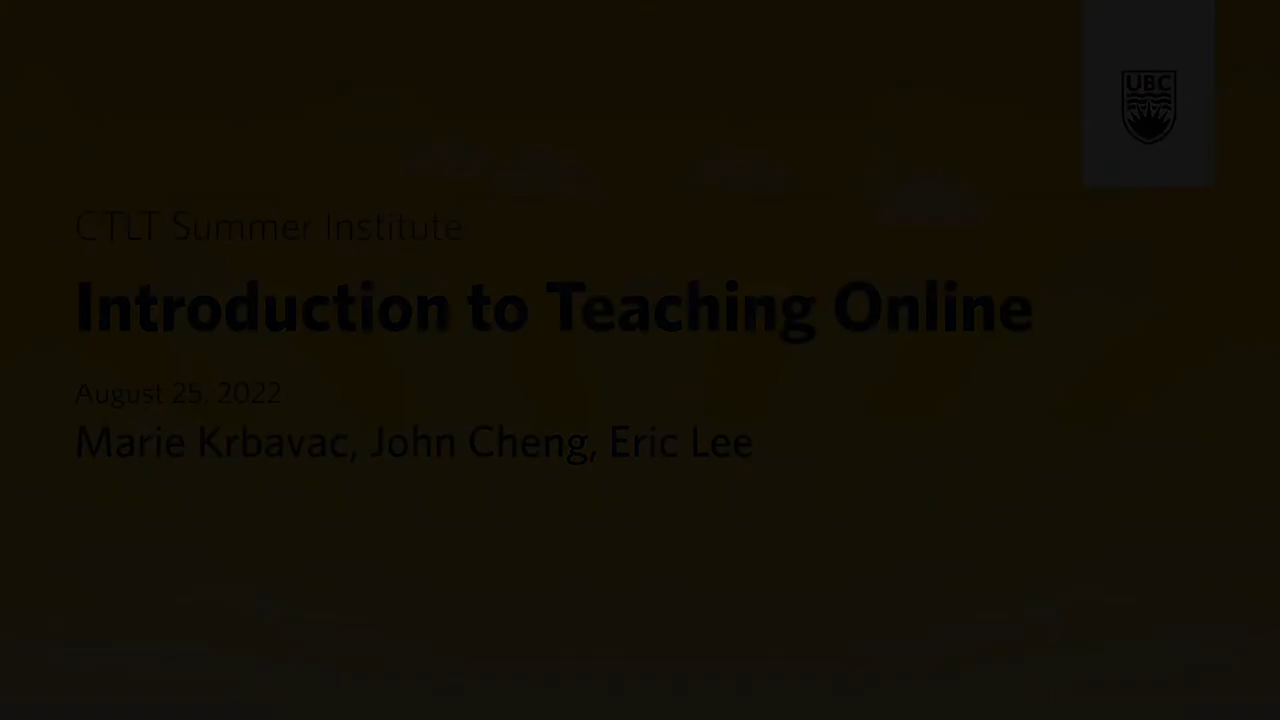 UBC
CTLT Summer Institute
Introduction to Teaching Online
August 25, 2022
Marie Krbavac, John Cheng, Eric Lee